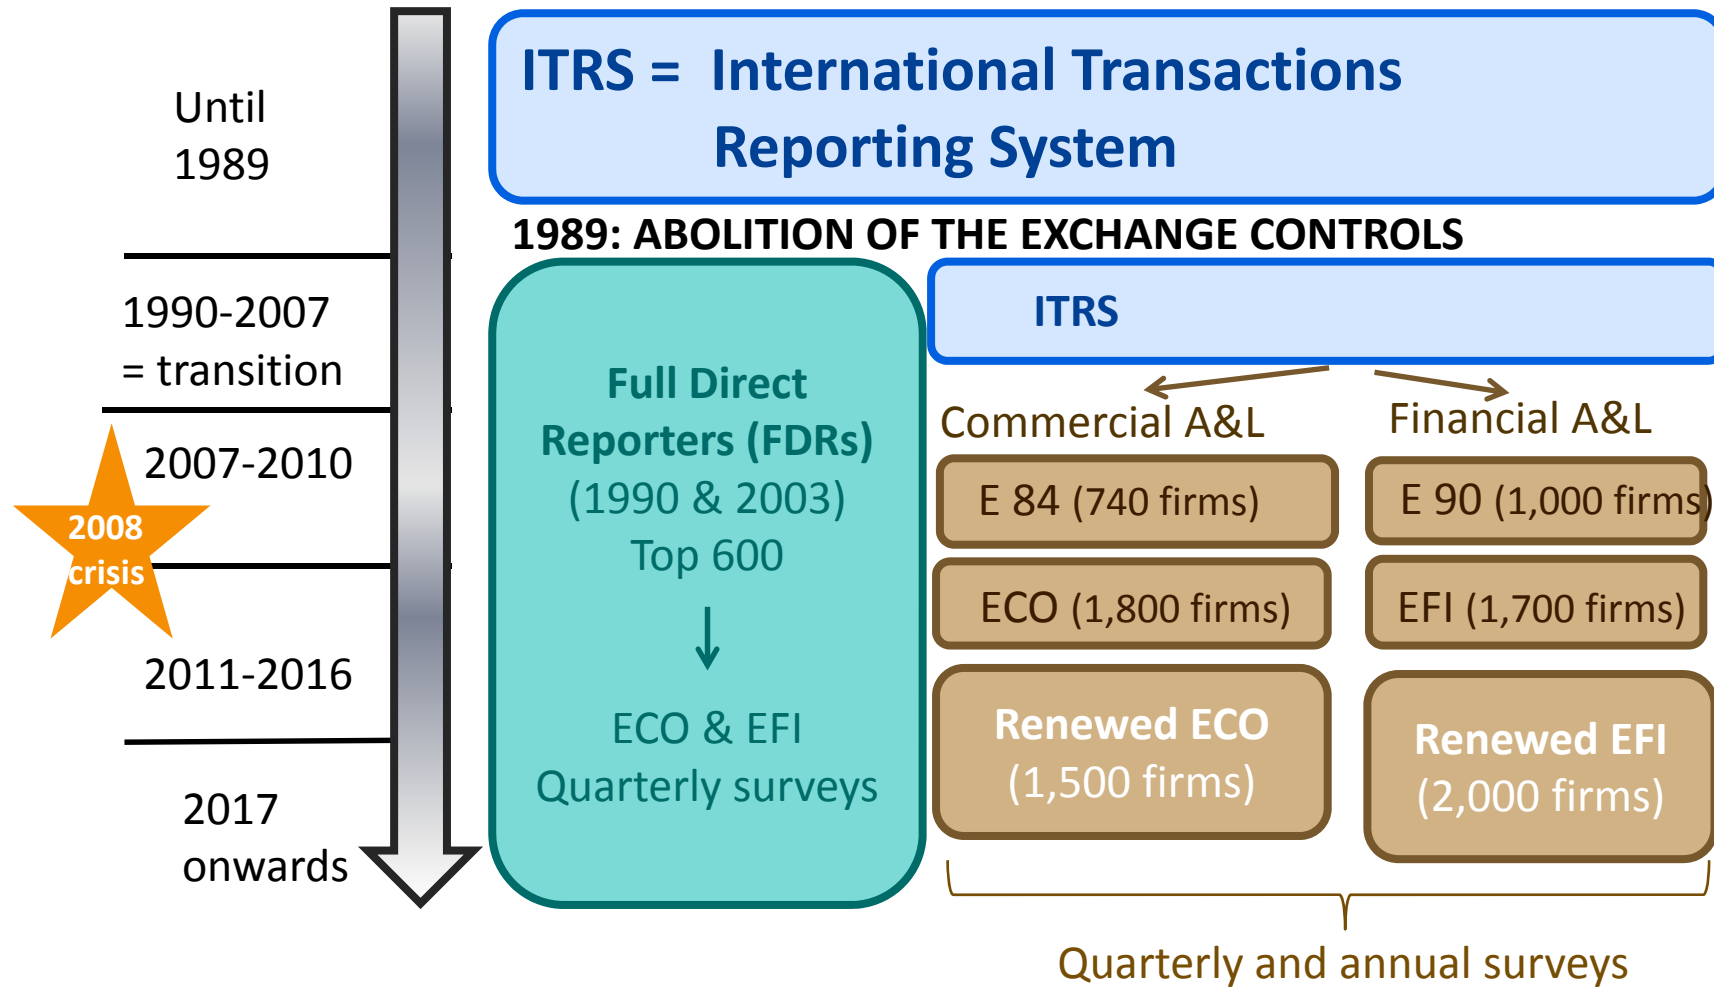 ITRS = International Transactions
Reporting System
Until
1989
1989: ABOLITION OF THE EXCHANGE CONTROLS
1990-2007
= transition
2007-2010
2008
crisis
2011-2016
2017
onwards
Full Direct
Reporters (FDRs)
(1990 & 2003)
Top 600
ECO & EFI
Quarterly surveys
ITRS
Commercial A&L
Financial A&L
E 84 (740 firms)
E 90 (1,000 firms)
ECO (1,800 firms)
EFI (1,700 firms)
Renewed ECO
(1,500 firms)
Renewed EFI
(2,000 firms)
Quarterly and annual surveys